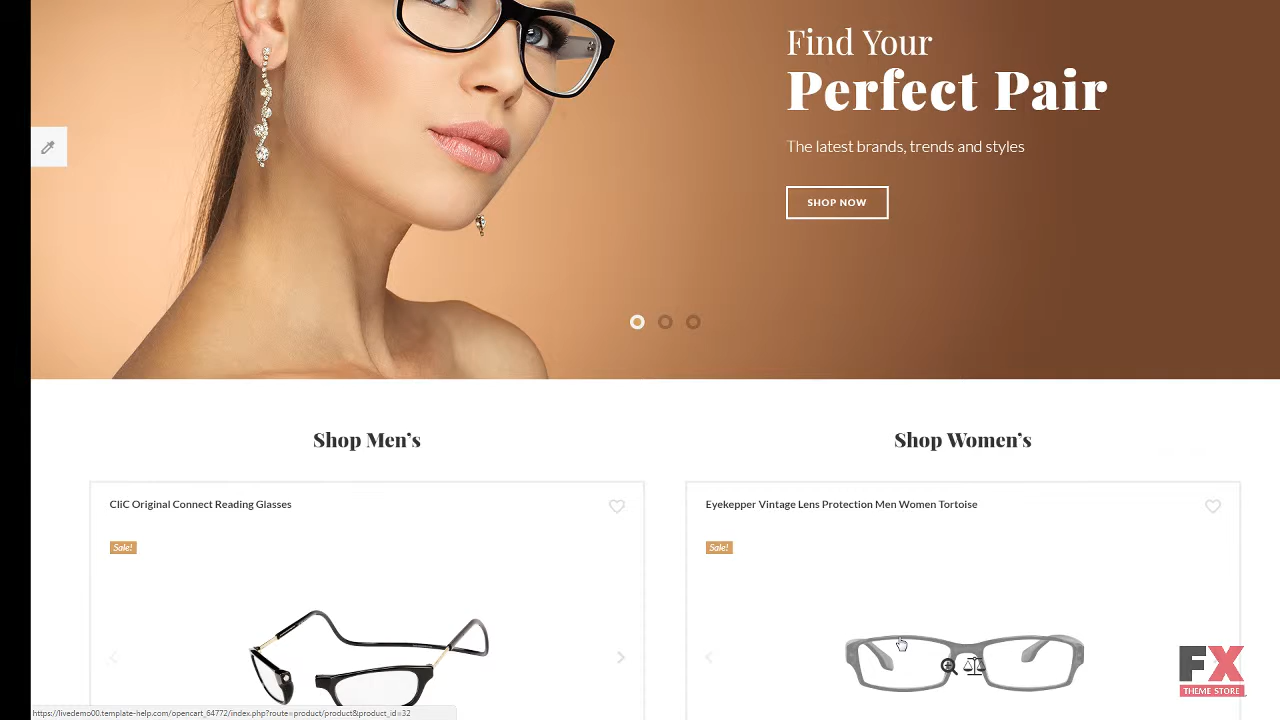 Find Your
Perfect Pair
The latest brands, trends and styles
SHOP NOW
Shop Men's
Shop Women's
CliC Original Connect Reading Glasses
Eyekepper Vintage Lens Protection Men Women Tortoise
Sale!
Sale!
FX
THEME STORE
https://livedemo00.template-help.com/opencart_64772/index.php?route=product/product&product_id=32